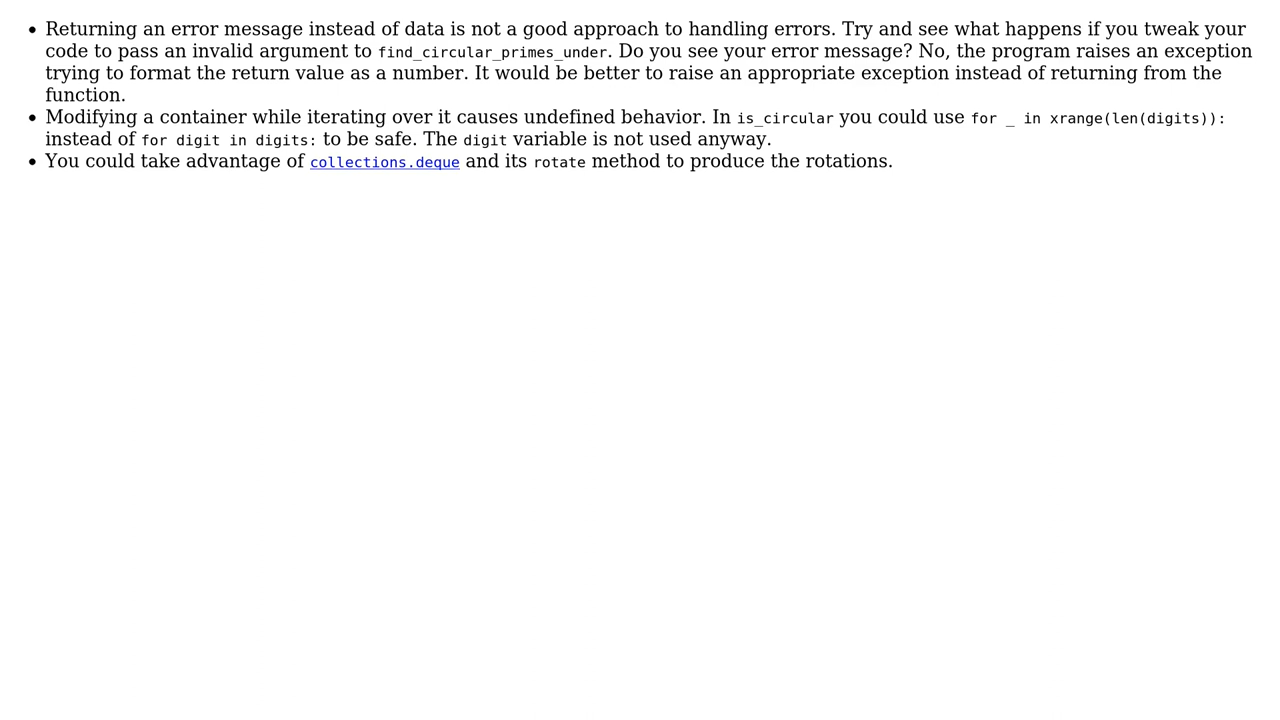 Returning an error message instead of data is not a good approach to handling errors. Try and see what happens if you tweak your
code to pass an invalid argument to find_circular_primes_under. Do you see your error message? No, the program raises an exception
trying to format the return value as a number. It would be better to raise an appropriate exception instead of returning from the
function.
Modifying a container while iterating over it causes undefined behavior. In is_circular you could use for _ in xrange(len(digits)):
instead of for digit in digits: to be safe. The digit variable is not used anyway.
You could take advantage of collections.deque and its rotate method to produce the rotations.